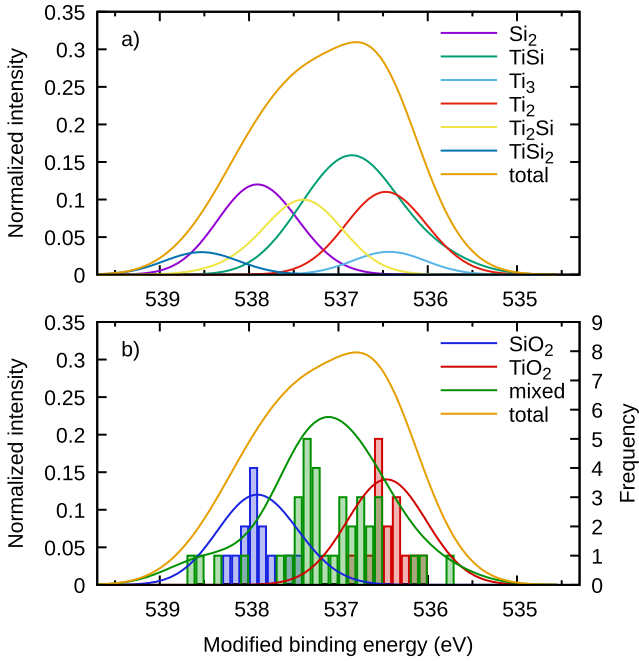 0.35
0.3
0.25
0.2
0.15
0.1
0.05
0
Normalized intensity
a)
Si2
TiSi
Ti3
Ti2
Ti2Si
TiSi2
total
539 538 537 536 535
0.35
0.3
0.25
0.2
0.15
0.1
0.05
0
Normalized intensity
b)
SiO2
TiO2
mixed
total
9
8
7
6
5
4
3
2
1
0
Frequency
539 538 537 536 535
Modified binding energy (eV)